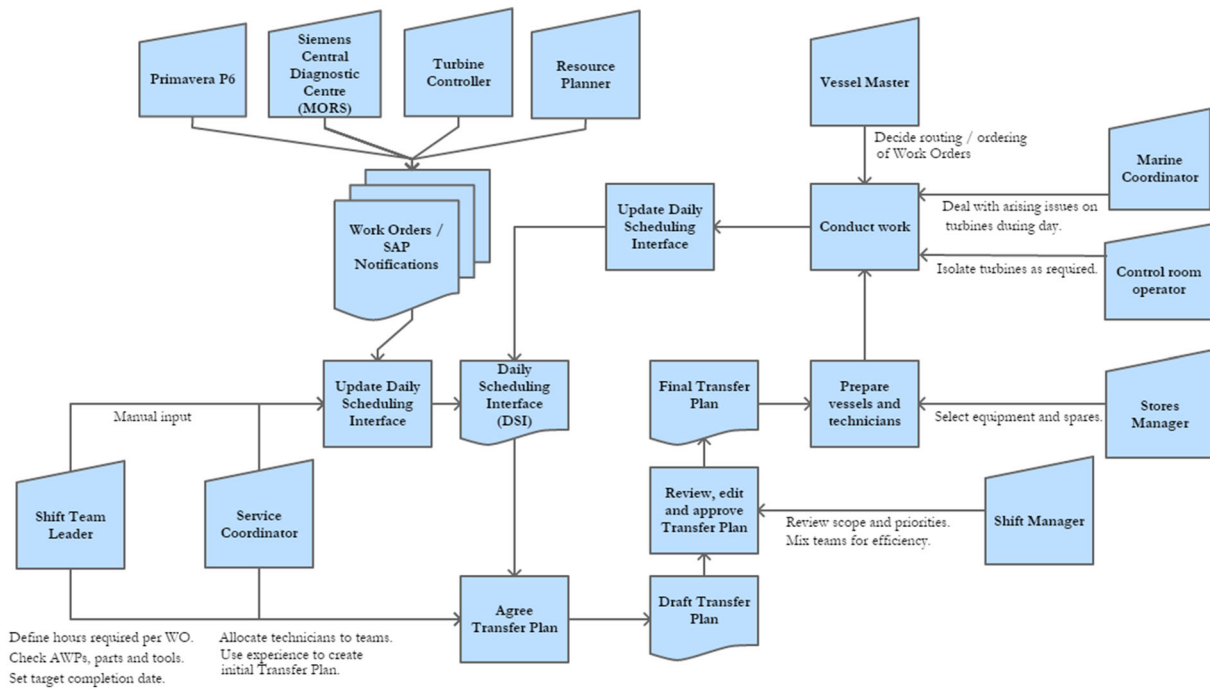 Primavera P6
Siemens
Central
Diagnostic
Centre
(MORS)
Turbine
Controller
Resource
Planner
Vessel Master
Decide routing / ordering
of Work Orders
Marine
Coordinator
Work Orders /
SAP
Notifications
Update Daily
Scheduling
Interface
Conduct work
Deal with arising issues on
turbines during day.
Isolate turbines as required.
Control room
operator
Manual input
Update Daily
Scheduling
Interface
Daily
Scheduling
Interface
(DSI)
Final Transfer
Plan
Prepare
vessels and
technicians
Select equipment and spares.
Stores
Manager
Shift Team
Leader
Service
Coordinator
Review, edit
and approve
Transfer Plan
Review scope and priorities.
Mix teams for efficiency.
Shift Manager
Agree
Transfer Plan
Draft Transfer
Plan
Define hours required per WO.
Check AWPs, parts and tools.
Set target completion date.
Allocate technicians to teams.
Use experience to create
initial Transfer Plan.